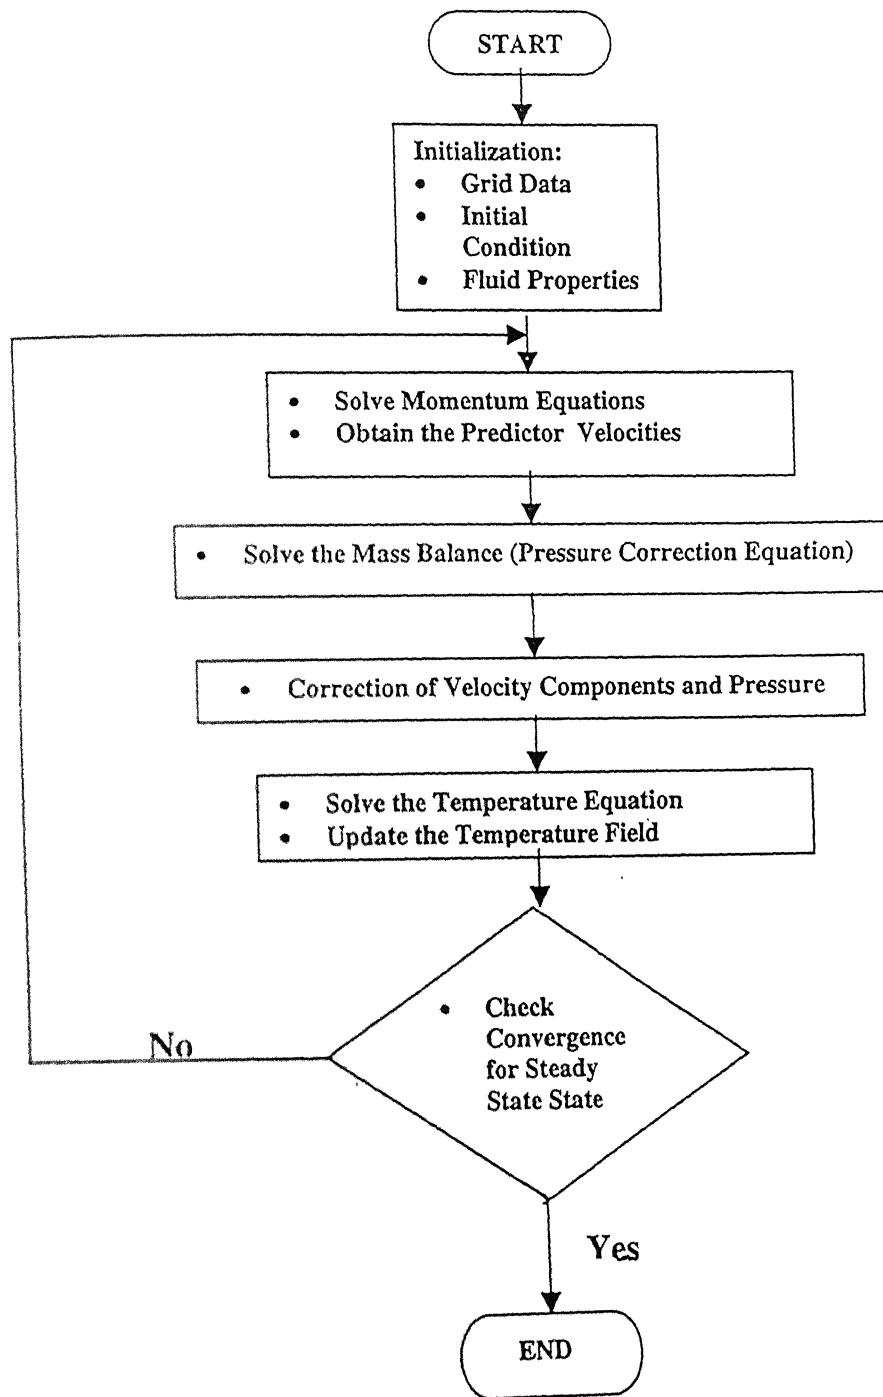 START
Initialization:
• Grid Data
• Initial
Condition
• Fluid Properties
• Solve Momentum Equations
• Obtain the Predictor Velocities
• Solve the Mass Balance (Pressure Correction Equation)
• Correction of Velocity Components and Pressure
• Solve the Temperature Equation
• Update the Temperature Field
• Check
Convergence
for Steady
State State
No
Yes
END